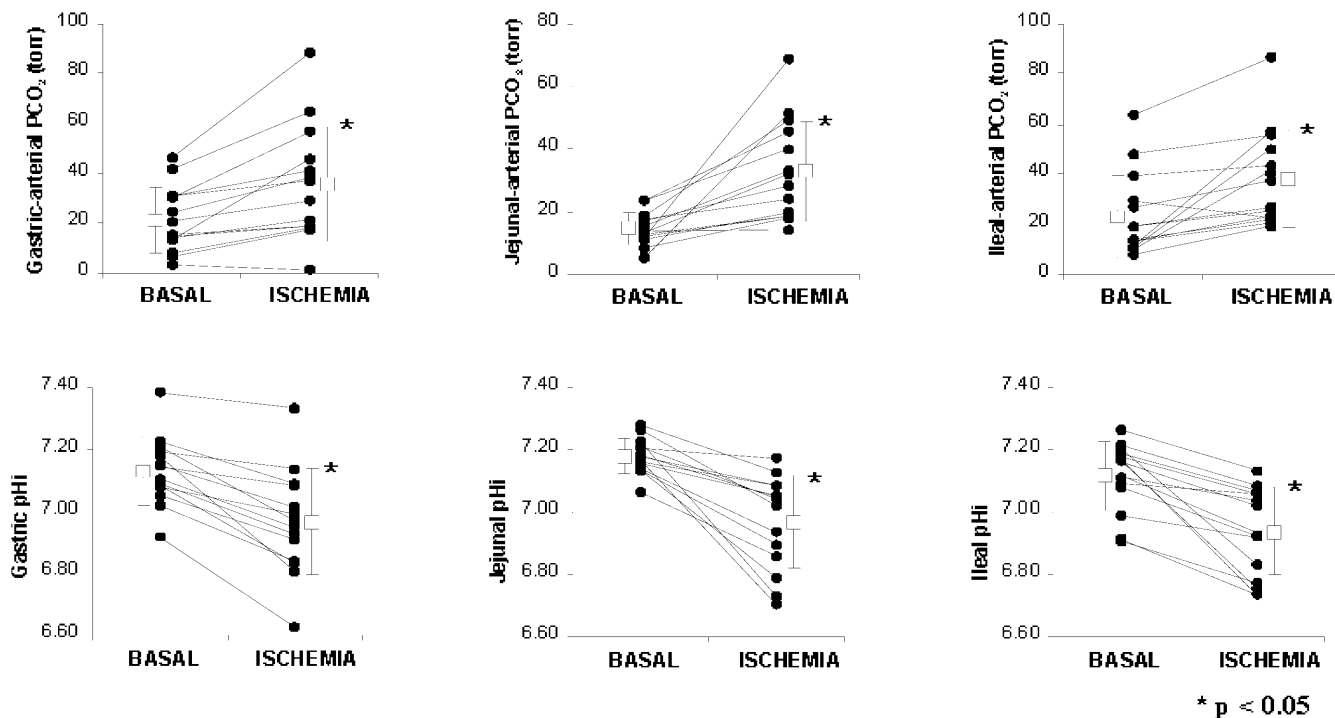 Gastric-arterial PCO₂ (torr)
100
80
60
40
20
0
BASAL ISCHEMIA
*
Jejunal-arterial PCO₂ (torr)
80
60
40
20
0
BASAL ISCHEMIA
*
Ileal-arterial PCO₂ (torr)
100
80
60
40
20
0
BASAL ISCHEMIA
*
Gastric pHi
7.40
7.20
7.00
6.80
6.60
BASAL ISCHEMIA
*
Jejunal pHi
7.40
7.20
7.00
6.80
6.60
BASAL ISCHEMIA
*
Ileal pHi
7.40
7.20
7.00
6.80
6.60
BASAL ISCHEMIA
*
* p < 0.05